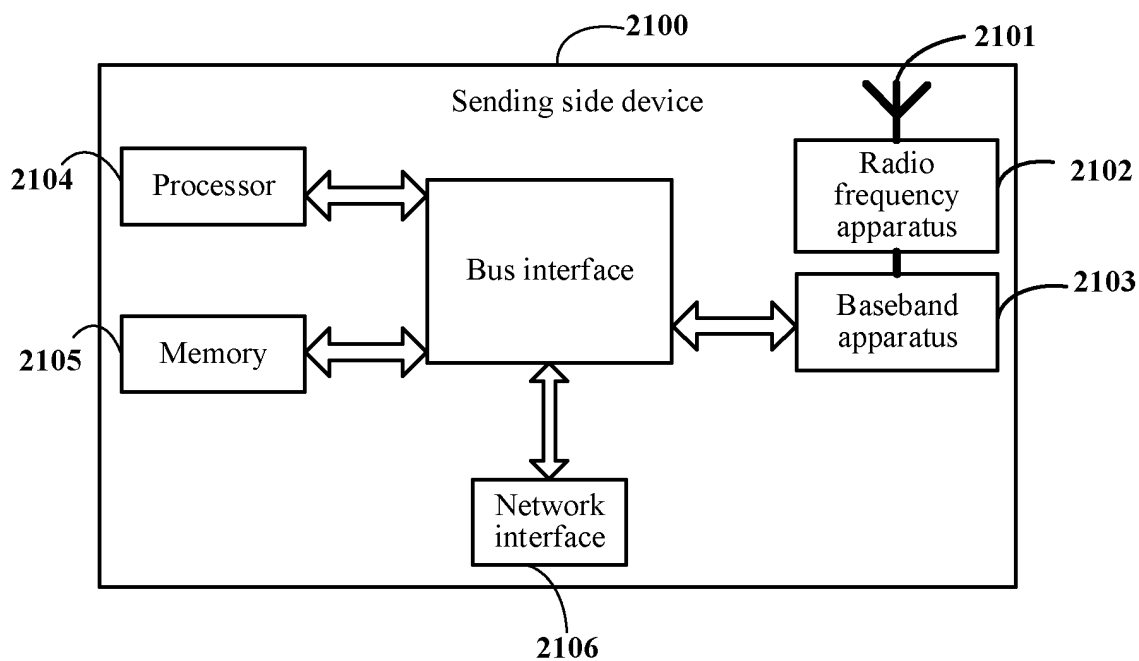 2100
2101
Sending side device
2104
Processor
Radio
frequency
apparatus
2102
Bus interface
2103
Baseband
apparatus
2105
Memory
Network
interface
2106